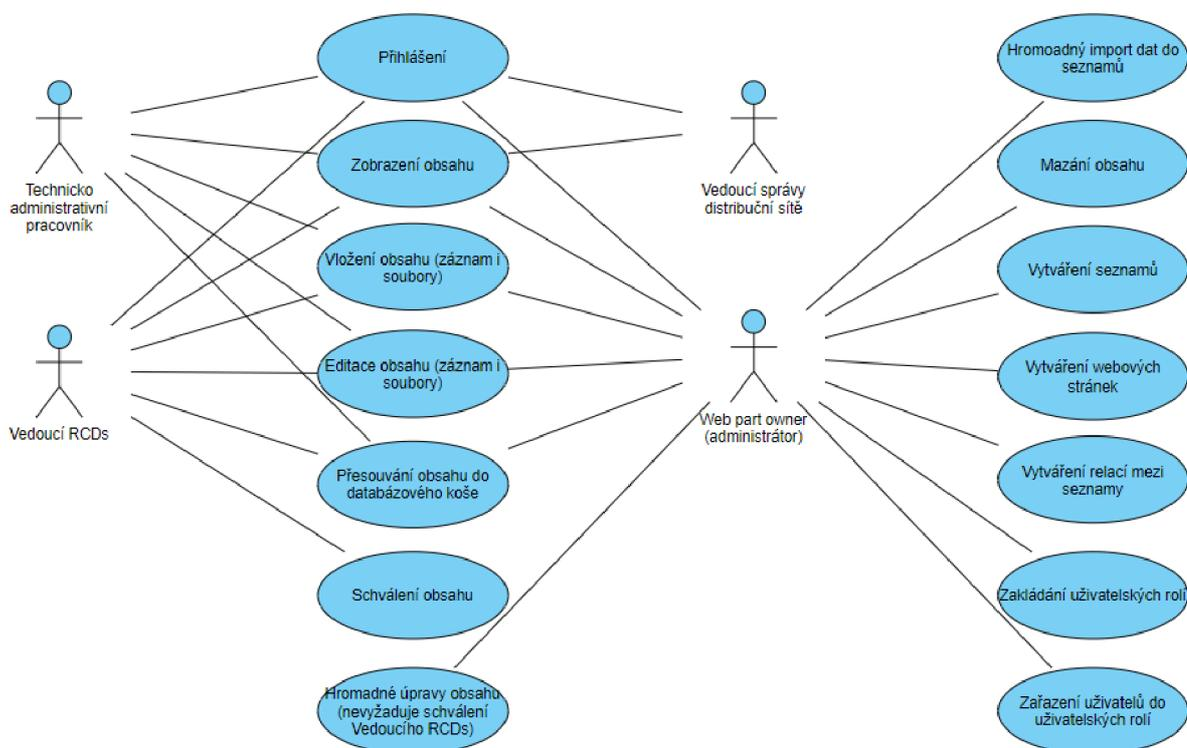 Přihlášení
Hromoadný import dat do
seznamů
Technicko
administrativní
pracovník
Zobrazení obsahu
Vedoucí správy
distribuční sítě
Mazání obsahu
Vložení obsahu (záznam i
soubory)
Vytváření seznamů
Vedoucí RCDs
Editace obsahu (záznam i
soubory)
Web part owner
(administrátor)
Vytváření webových
stránek
Přesouvání obsahu do
databázového koše
Vytváření relací mezi
seznamy
Schválení obsahu
Zakládání uživatelských rolí
Hromadné úpravy obsahu
(nevyžaduje schválení
Vedoucího RCDs)
Zařazení uživatelů do
uživatelských rolí